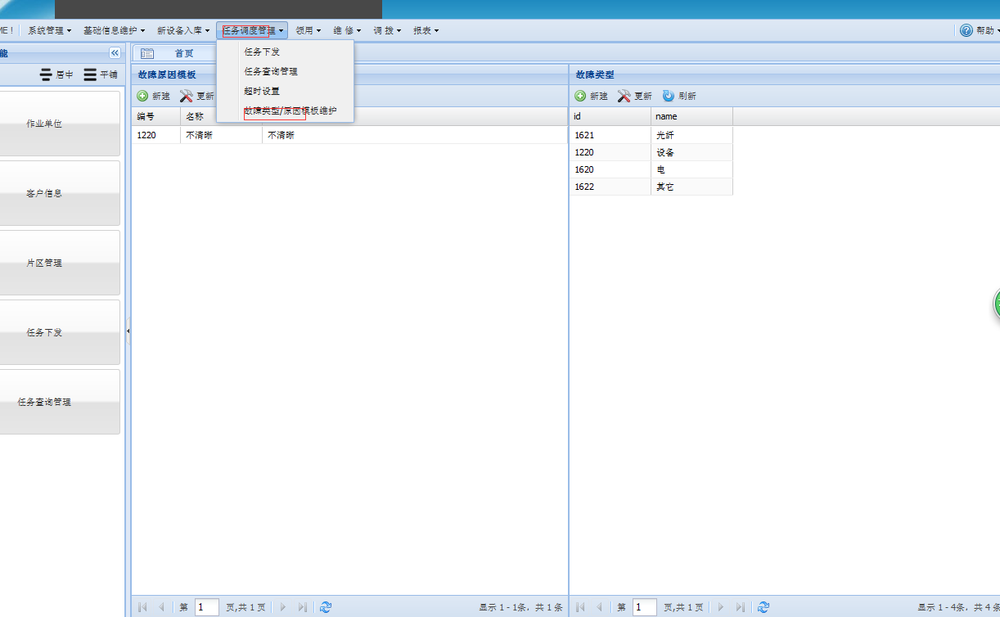 ME !
系统管理
基础信息维护
新设备入库
任务调度管理
领用
维 修
调 拨
报表
帮助
能
首页
任务下发
任务查询管理
超时设置
故障类型/原因模板维护
居中
平铺
作业单位
客户信息
片区管理
任务下发
任务查询管理
故障原因模板
新建
更新
编号
名称
1220
不清晰
不清晰
第 1 页,共 1 页
显示 1 - 1条，共 1 条
故障类型
新建
更新
刷新
id
name
1621
光纤
1220
设备
1620
电
1622
其它
第 1 页,共 1 页
显示 1 - 4条，共 4 条